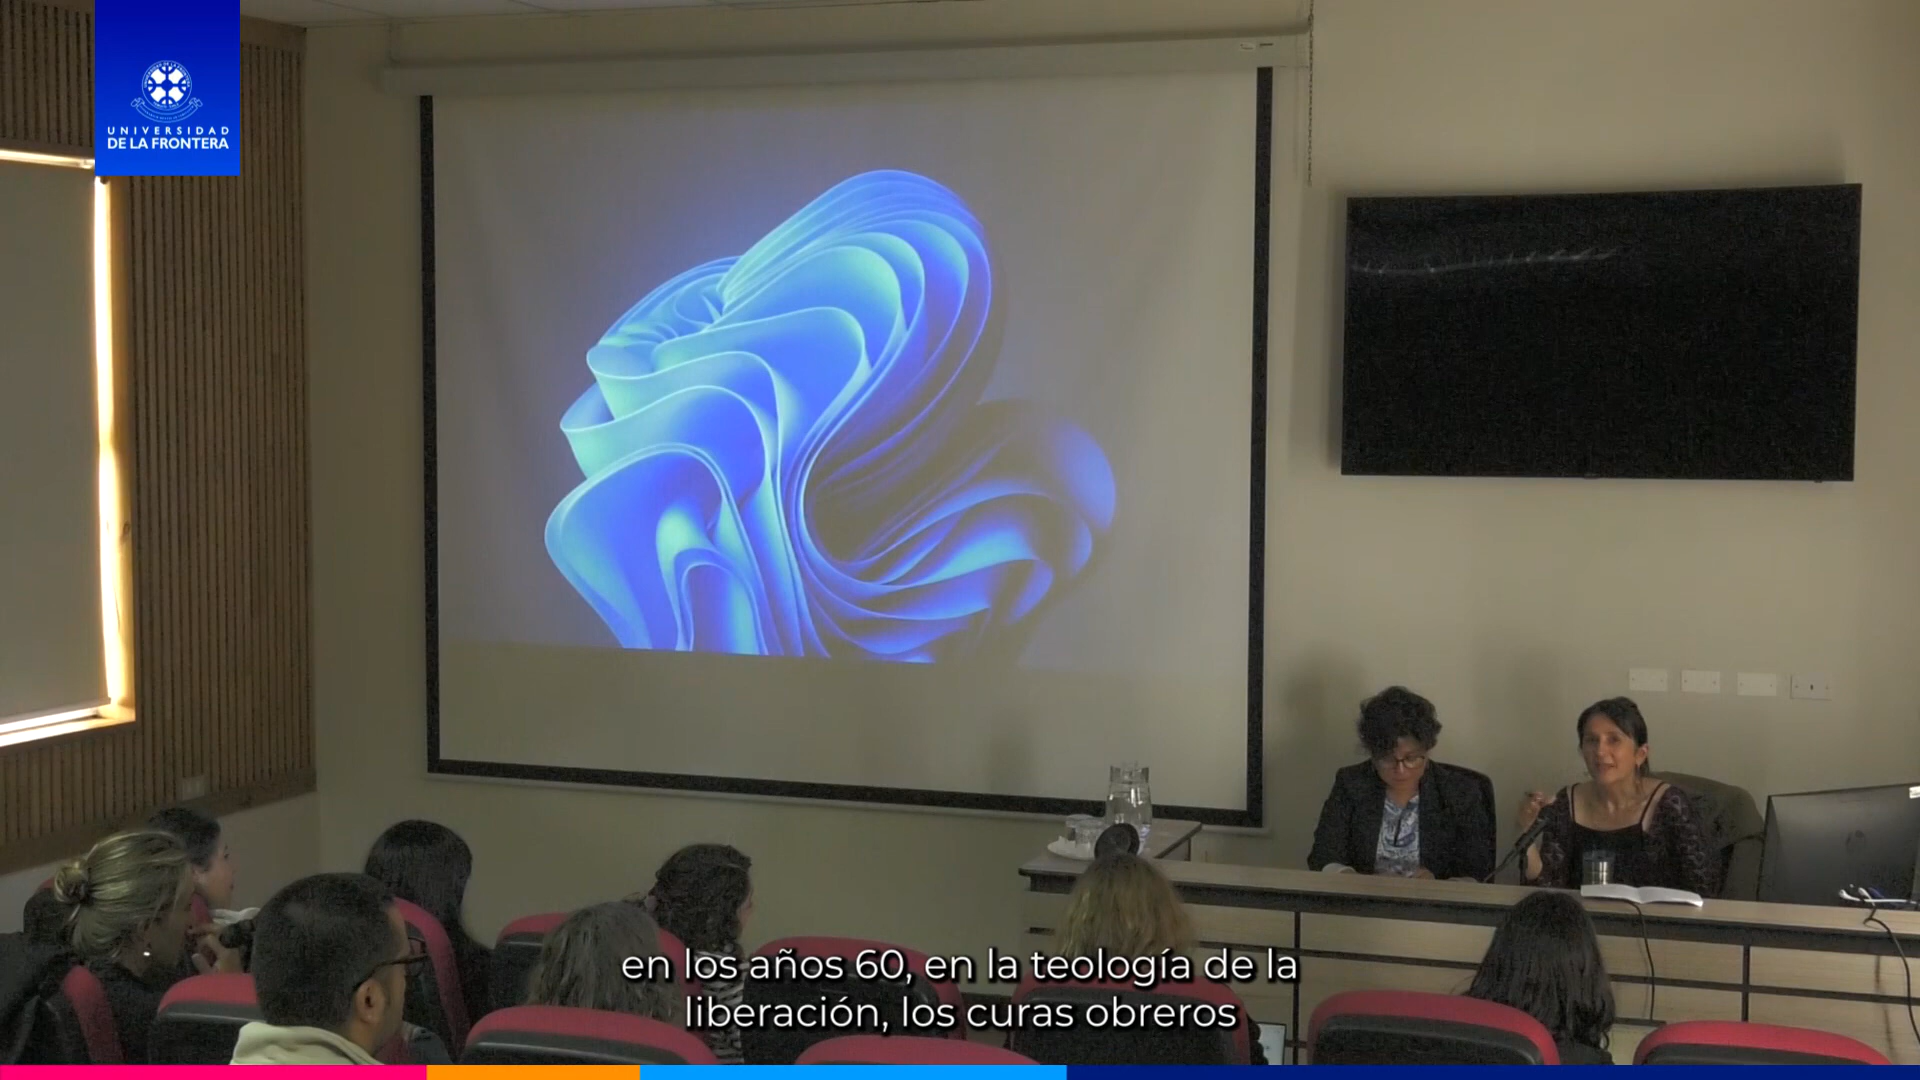 UNIVERSIDAD
DE LA FRONTERA
en los años 60, en la teología de la
liberación, los curas obreros